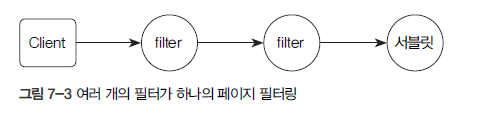 Client filter filter 서블릿
그림 7-3 여러 개의 필터가 하나의 페이지 필터링